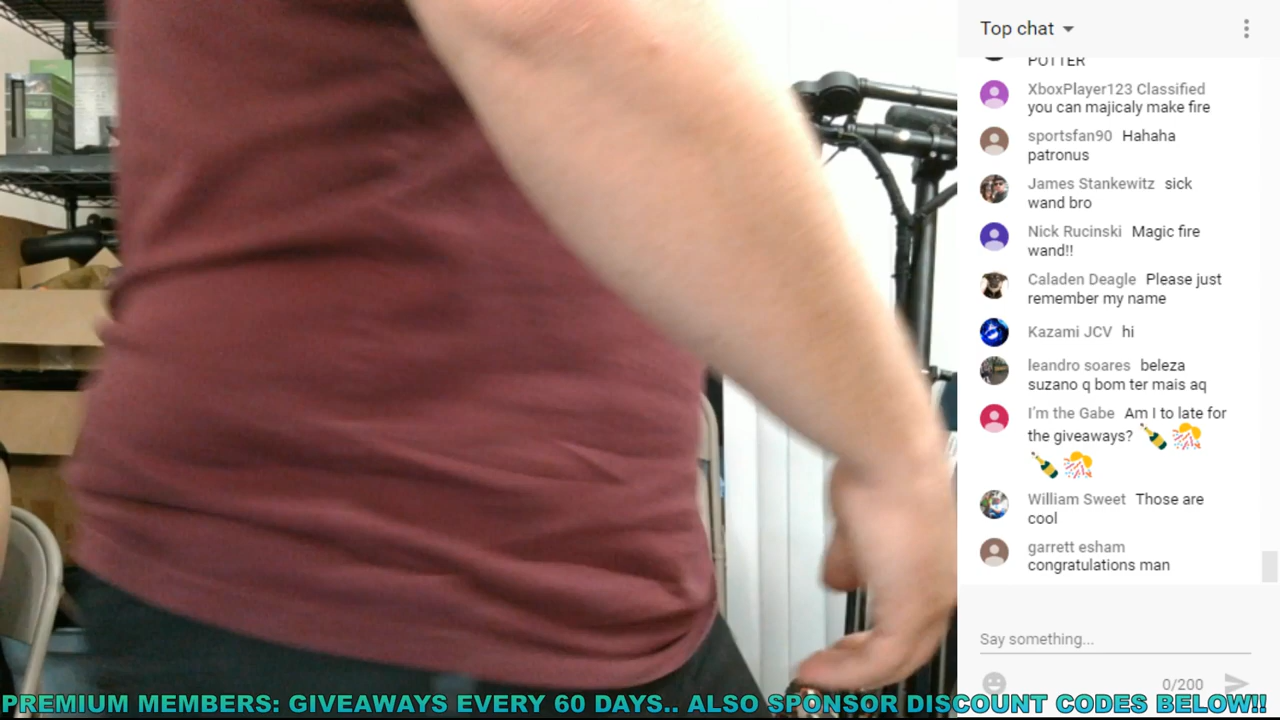 Top chat
POTTER
XboxPlayer123 Classified
you can majicaly make fire
sportsfan90 Hahaha
patronus
James Stankewitz sick
wand bro
Nick Rucinski Magic fire
wand!!
Caladen Deagle Please just
remember my name
Kazami JCV hi
leandro soares beleza
suzano q bom ter mais aq
I'm the Gabe Am I to late for
the giveaways?
William Sweet Those are
cool
garrett esham
congratulations man
Say something...
0/200
PREMIUM MEMBERS: GIVEAWAYS EVERY 60 DAYS.. ALSO SPONSOR DISCOUNT CODES BELOW!!